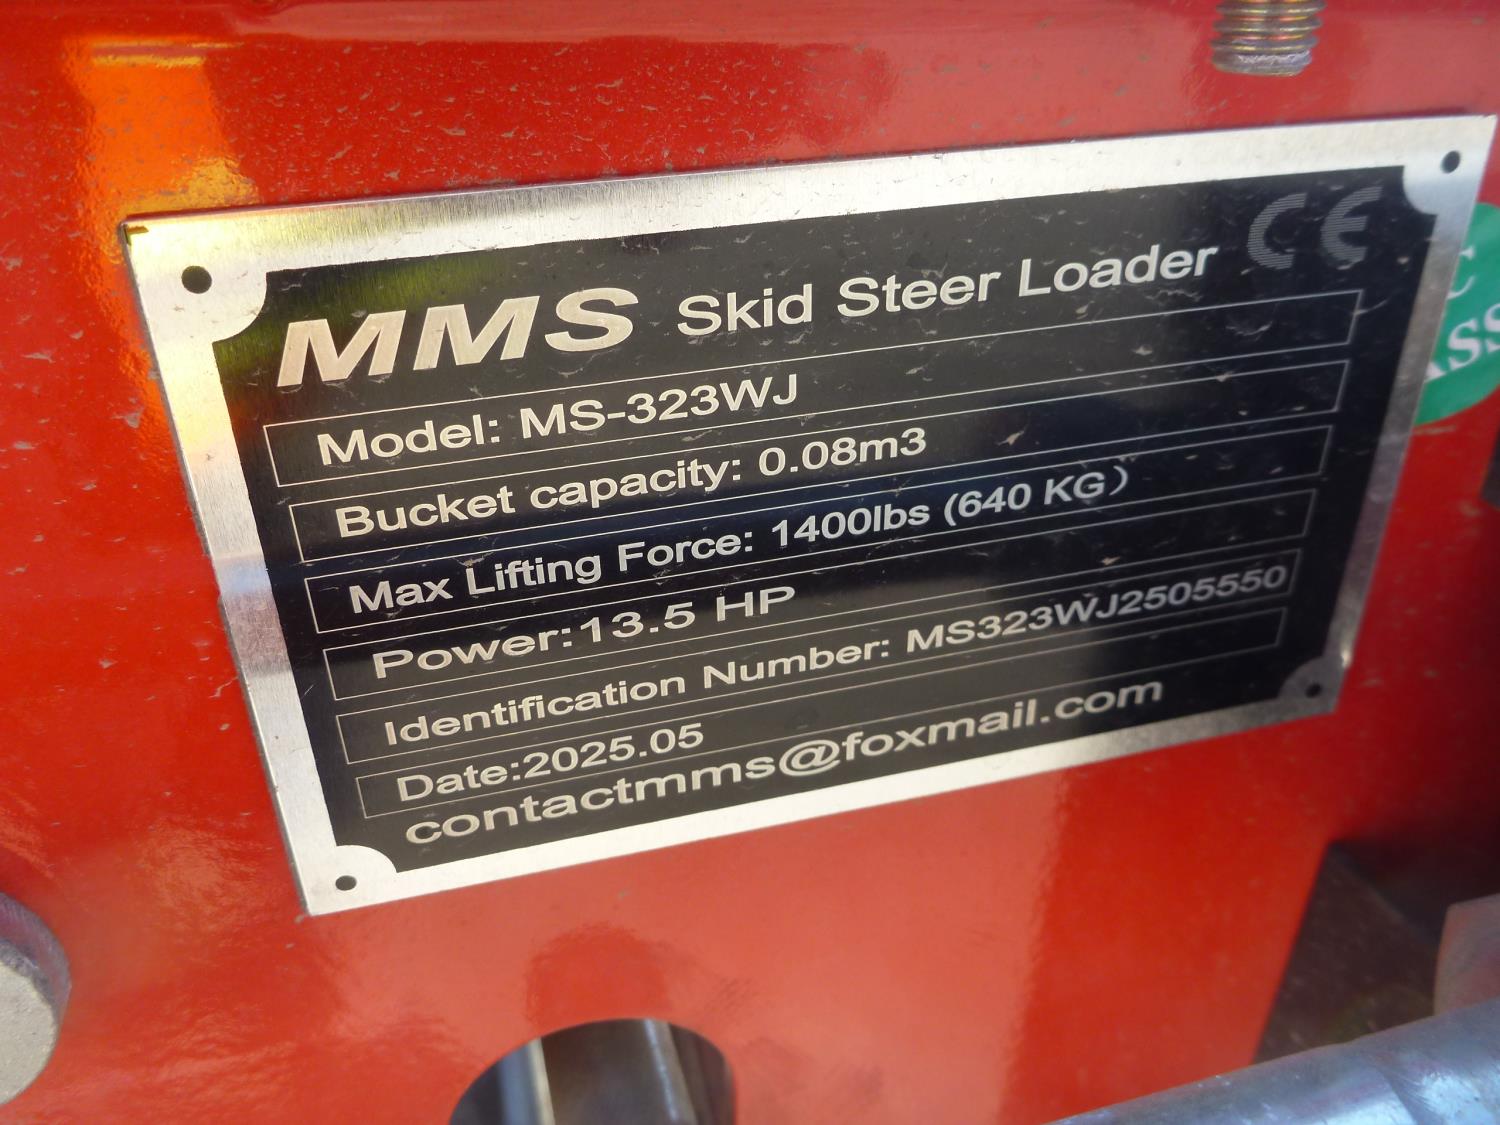 MMS Skid Steer Loader CE
Model: MS-323WJ
Bucket capacity: 0.08m3
Max Lifting Force: 1400lbs (640 KG）
Power:13.5 HP
Identification Number: MS323WJ2505550
Date:2025.05
contactmms@foxmail.com